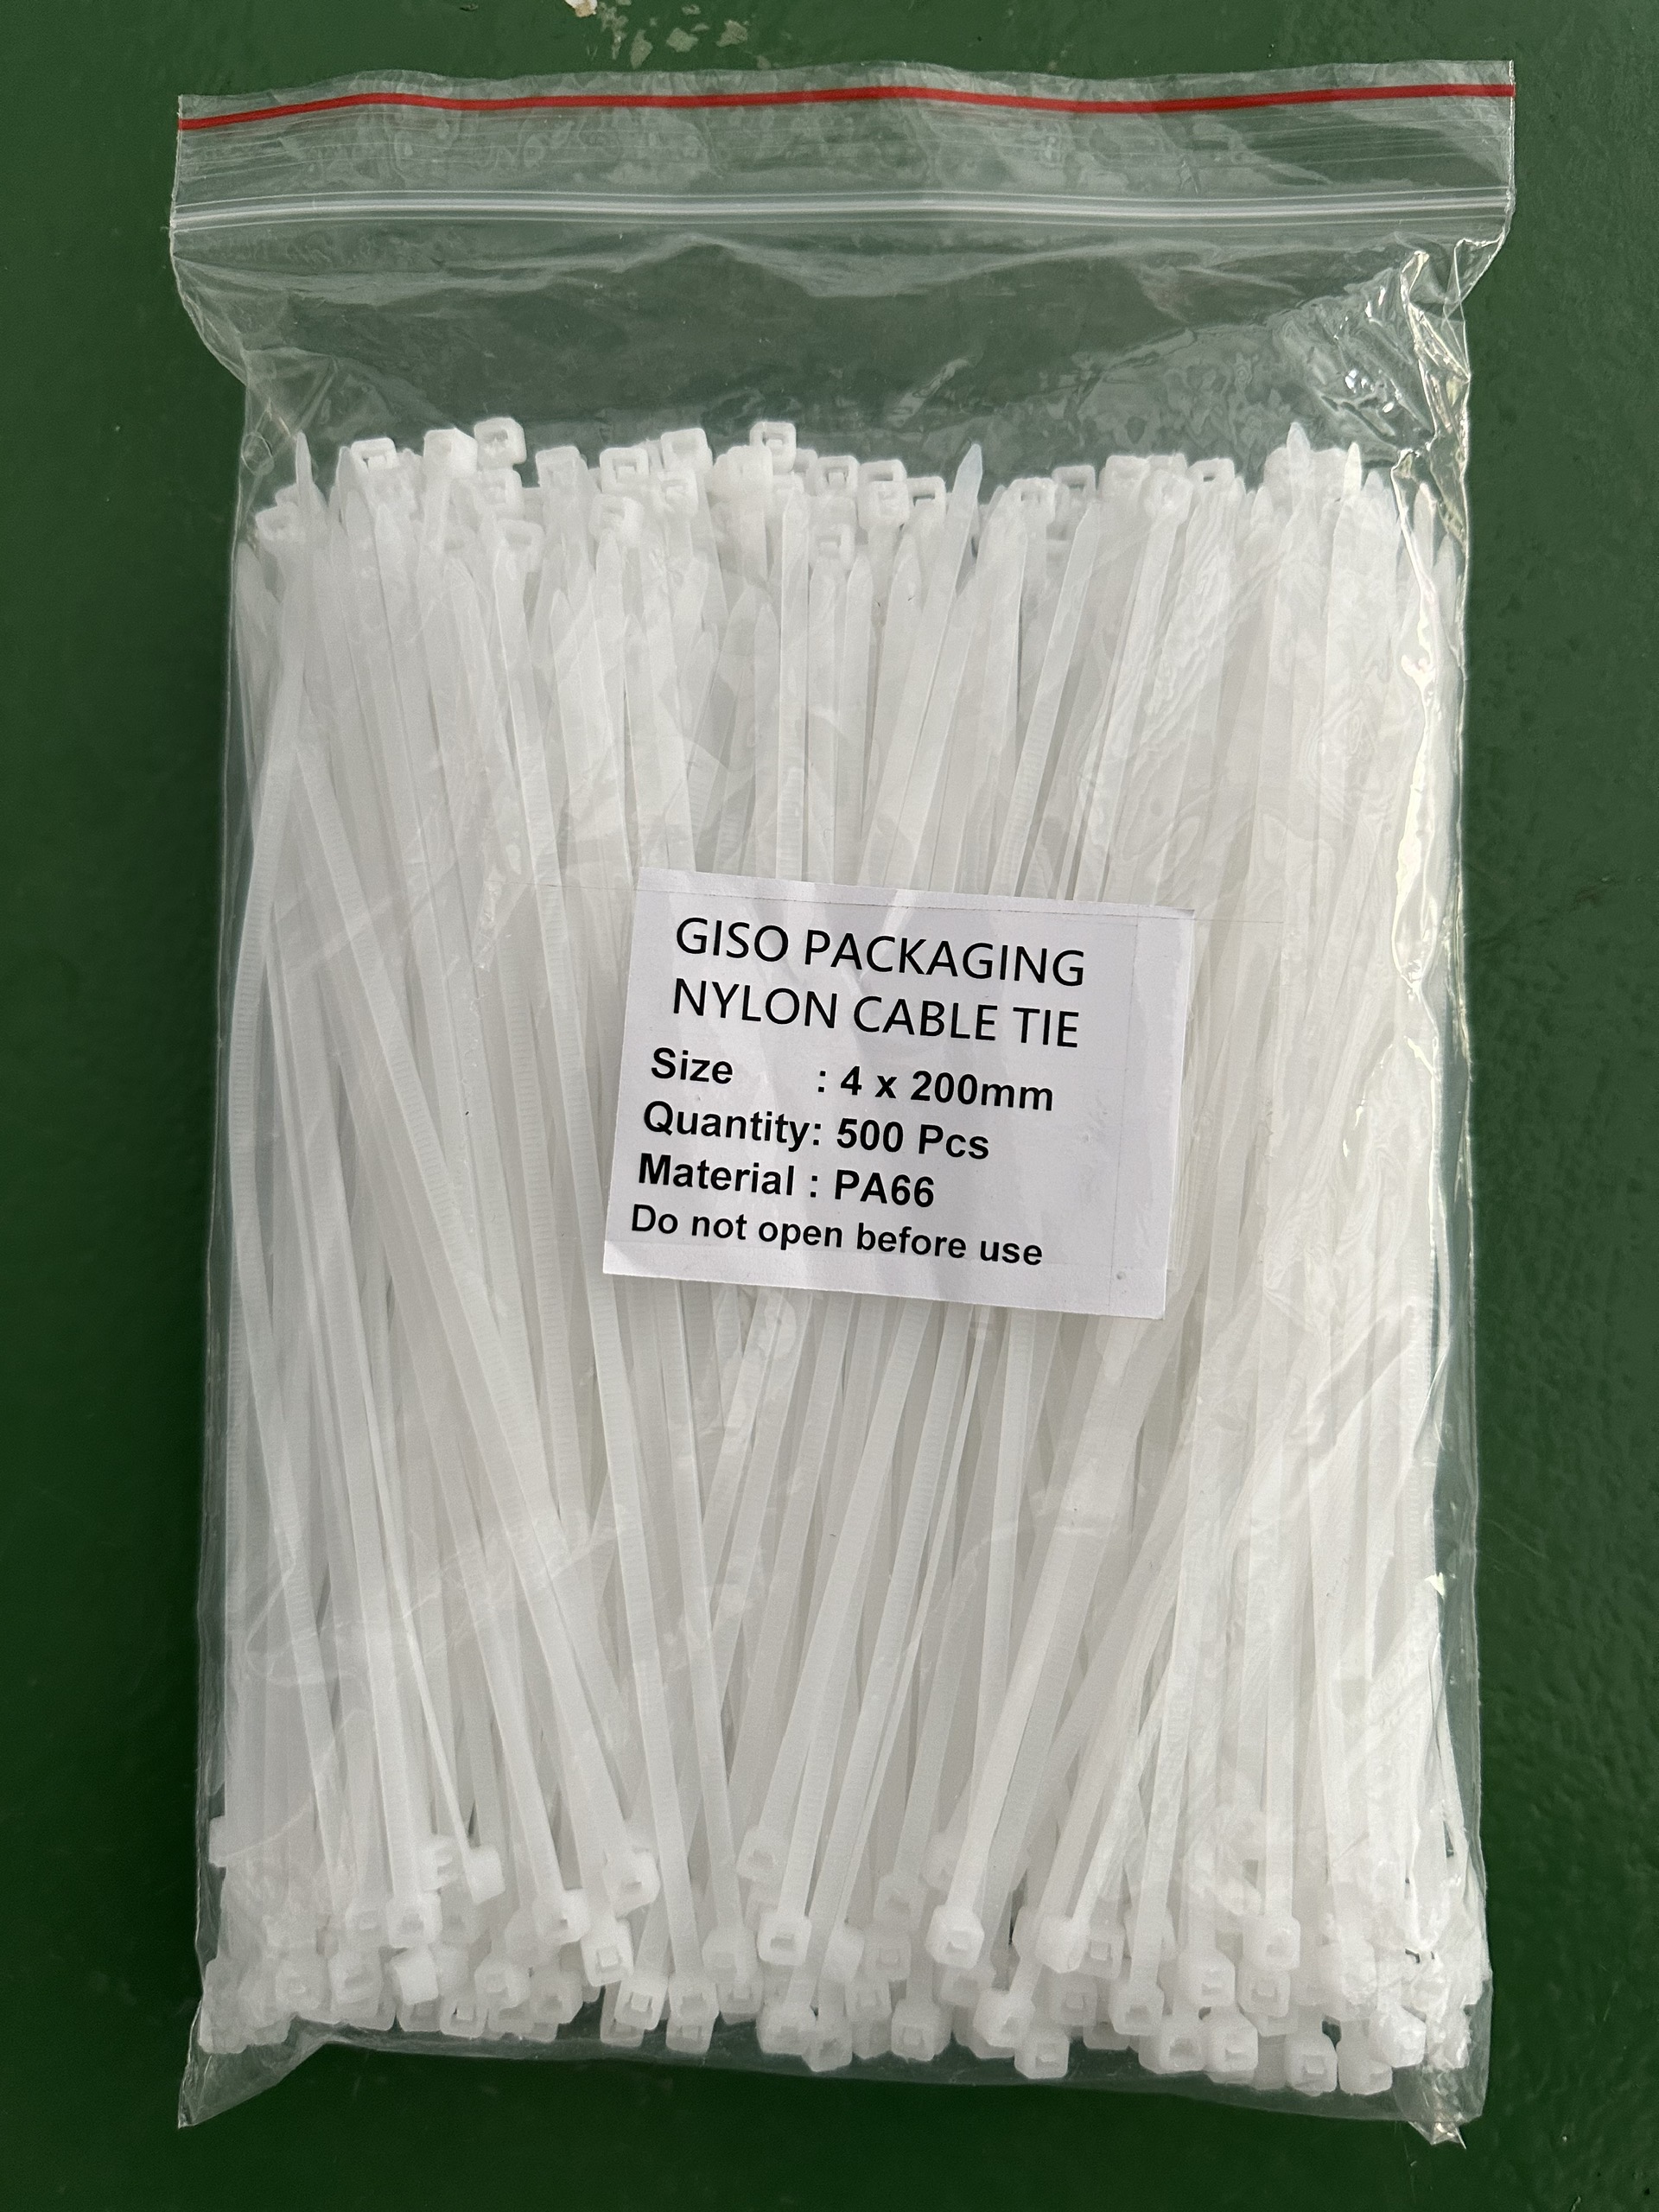 GISO PACKAGING
NYLON CABLE TIE
Size : 4 x 200mm
Quantity: 500 Pcs
Material : PA66
Do not open before use